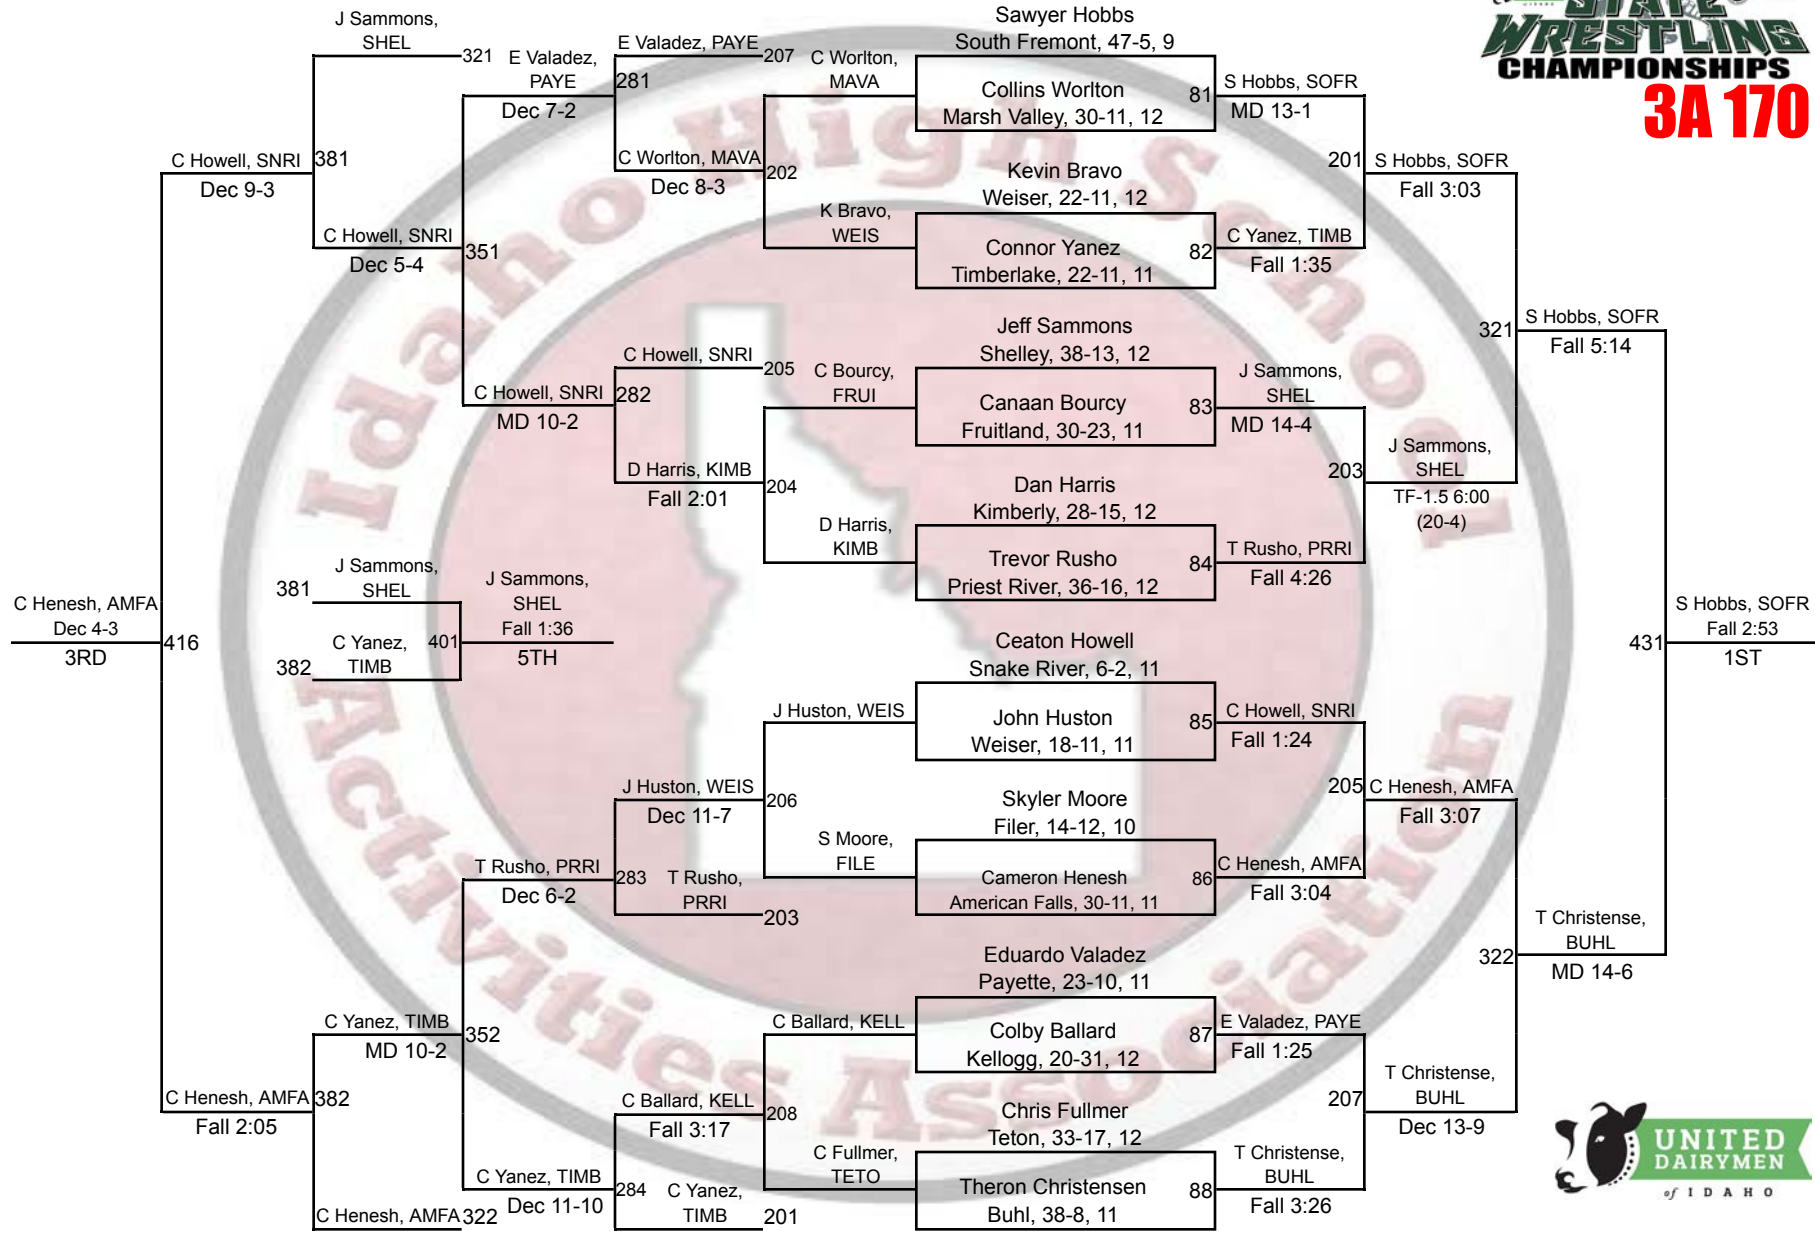 STATE
WRESTLING
CHAMPIONSHIPS
3A 170
Idaho High School
Activities Association
J Sammons,
SHEL
321
E Valadez,
PAYE
Dec 7-2
E Valadez, PAYE
207
281
C Worlton, MAVA
Dec 8-3
202
C Worlton,
MAVA
K Bravo,
WEIS
Sawyer Hobbs
South Fremont, 47-5, 9
Collins Worlton
Marsh Valley, 30-11, 12
81
S Hobbs, SOFR
MD 13-1
Kevin Bravo
Weiser, 22-11, 12
Connor Yanez
Timberlake, 22-11, 11
82
C Yanez, TIMB
Fall 1:35
201
S Hobbs, SOFR
Fall 3:03
C Howell, SNRI
Dec 9-3
381
C Howell, SNRI
Dec 5-4
351
C Howell, SNRI
MD 10-2
C Howell, SNRI
205
282
D Harris, KIMB
Fall 2:01
204
C Bourcy,
FRUI
D Harris,
KIMB
Jeff Sammons
Shelley, 38-13, 12
Canaan Bourcy
Fruitland, 30-23, 11
83
J Sammons,
SHEL
MD 14-4
Dan Harris
Kimberly, 28-15, 12
Trevor Rusho
Priest River, 36-16, 12
84
T Rusho, PRRI
Fall 4:26
203
J Sammons,
SHEL
TF-1.5 6:00
(20-4)
321
S Hobbs, SOFR
Fall 5:14
C Henesh, AMFA
Dec 4-3
3RD
416
381
J Sammons,
SHEL
382
C Yanez,
TIMB
401
J Sammons,
SHEL
Fall 1:36
5TH
431
S Hobbs, SOFR
Fall 2:53
1ST
Ceaton Howell
Snake River, 6-2, 11
John Huston
Weiser, 18-11, 11
85
C Howell, SNRI
Fall 1:24
J Huston, WEIS
J Huston, WEIS
Dec 11-7
206
S Moore,
FILE
Skyler Moore
Filer, 14-12, 10
Cameron Henesh
American Falls, 30-11, 11
86
C Henesh, AMFA
Fall 3:04
205
C Henesh, AMFA
Fall 3:07
T Rusho, PRRI
Dec 6-2
283
T Rusho,
PRRI
203
322
T Christense,
BUHL
MD 14-6
Eduardo Valadez
Payette, 23-10, 11
Colby Ballard
Kellogg, 20-31, 12
87
E Valadez, PAYE
Fall 1:25
C Ballard, KELL
C Yanez, TIMB
MD 10-2
352
C Henesh, AMFA
Fall 2:05
382
C Ballard, KELL
Fall 3:17
208
C Fullmer,
TETO
Chris Fullmer
Teton, 33-17, 12
Theron Christensen
Buhl, 38-8, 11
88
T Christense,
BUHL
Fall 3:26
207
T Christense,
BUHL
Dec 13-9
C Yanez, TIMB
Dec 11-10
284
C Yanez,
TIMB
201
C Henesh, AMFA
322
UNITED
DAIRYMEN
of IDAHO